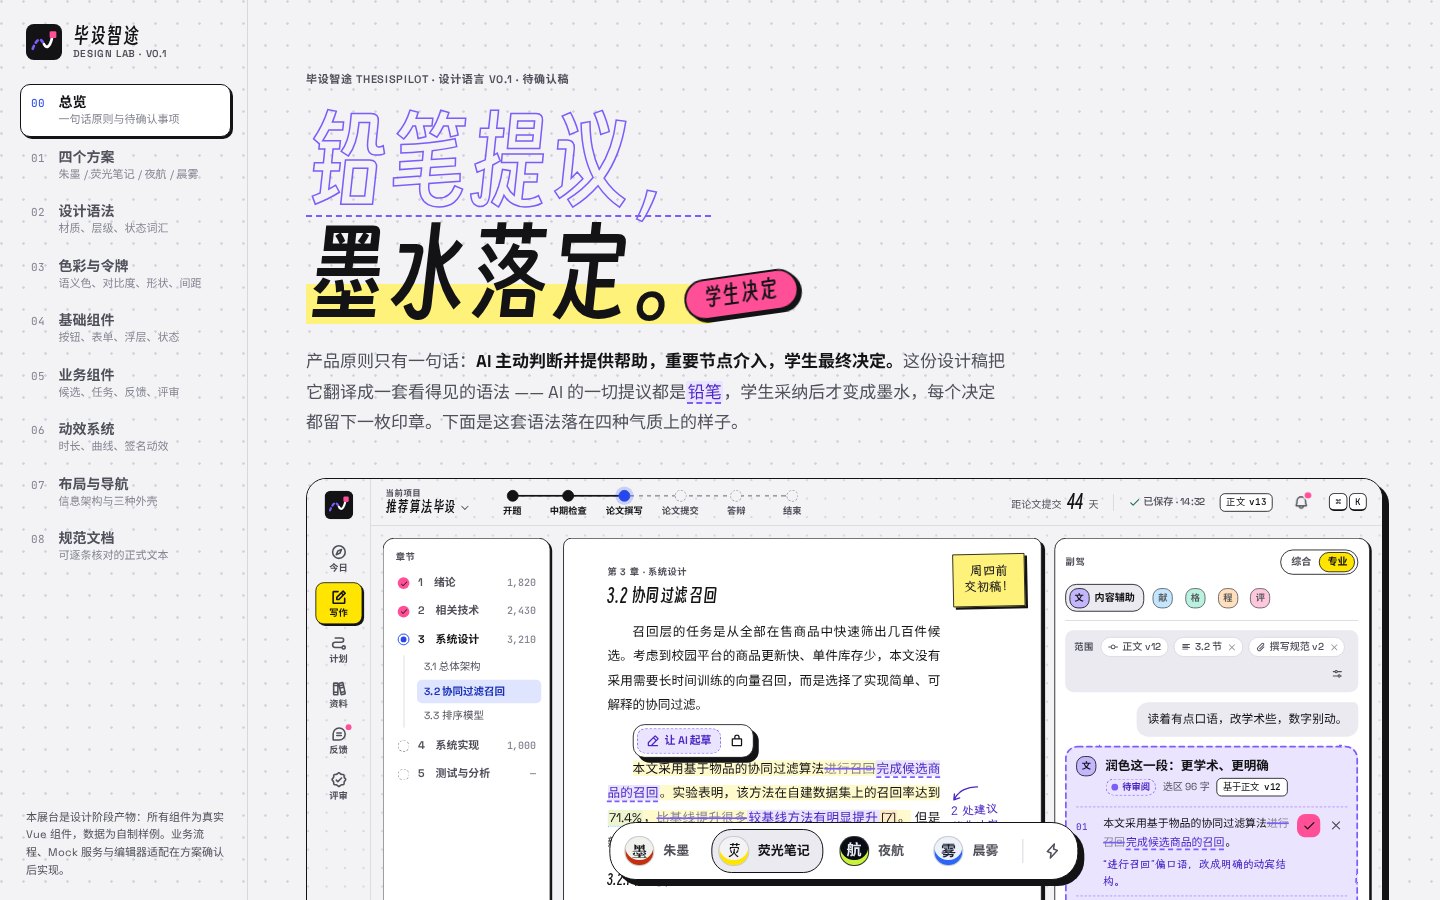 毕设智途
DESIGN LAB · V0.1
00 总览
一句话原则与待确认事项
01 四个方案
朱墨 / 荧光笔记 / 夜航 / 晨雾
02 设计语法
材质、层级、状态词汇
03 色彩与令牌
语义色、对比度、形状、间距
04 基础组件
按钮、表单、浮层、状态
05 业务组件
候选、任务、反馈、评审
06 动效系统
时长、曲线、签名动效
07 布局与导航
信息架构与三种外壳
08 规范文档
可逐条核对的正式文本
本展台是设计阶段产物：所有组件为真实
Vue 组件，数据为自制样例。业务流
程、Mock 服务与编辑器适配在方案确认
后实现。
毕设智途 THESISPILOT · 设计语言 V0.1 · 待确认稿
铅笔提议，
墨水落定。
学生决定
产品原则只有一句话：AI 主动判断并提供帮助，重要节点介入，学生最终决定。这份设计稿把
它翻译成一套看得见的语法 —— AI 的一切提议都是铅笔，学生采纳后才变成墨水，每个决定
都留下一枚印章。下面是这套语法落在四种气质上的样子。
当前项目
推荐算法毕设
开题
中期检查
论文撰写
论文提交
答辩
结束
距论文提交 44 天
已保存 · 14:32
正文 v13
⌘ K
今日
写作
计划
资料
反馈
评审
章节
1 绪论 1,820
2 相关技术 2,430
3 系统设计 3,210
3.1 总体架构
3.2 协同过滤召回
3.3 排序模型
4 系统实现 1,000
5 测试与分析 —
第 3 章 · 系统设计
3.2 协同过滤召回
周四前
交初稿！
召回层的任务是从全部在售商品中快速筛出几百件候
选。考虑到校园平台的商品更新快、单件库存少，本文没有
采用需要长时间训练的向量召回，而是选择了实现简单、可
解释的协同过滤。
让 AI 起草
本文采用基于物品的协同过滤算法进行召回完成候选商
品的召回。实验表明，该方法在自建数据集上的召回率达到
71.4%，比基线提升很多较基线方法有明显提升 [7]。但是
2 处建议
副驾
综合
专业
文 内容辅助
献
格
程
评
范围
正文 v12
3.2 节
撰写规范 v2
读着有点口语，改学术些，数字别动。
文 润色这一段：更学术、更明确
待审阅
选区 96 字
基于正文 v12
01
本文采用基于物品的协同过滤算法进行
召回完成候选商品的召回。
“进行召回”偏口语，改成明确的动宾结
构。
墨 朱墨
荧 荧光笔记
航 夜航
雾 晨雾